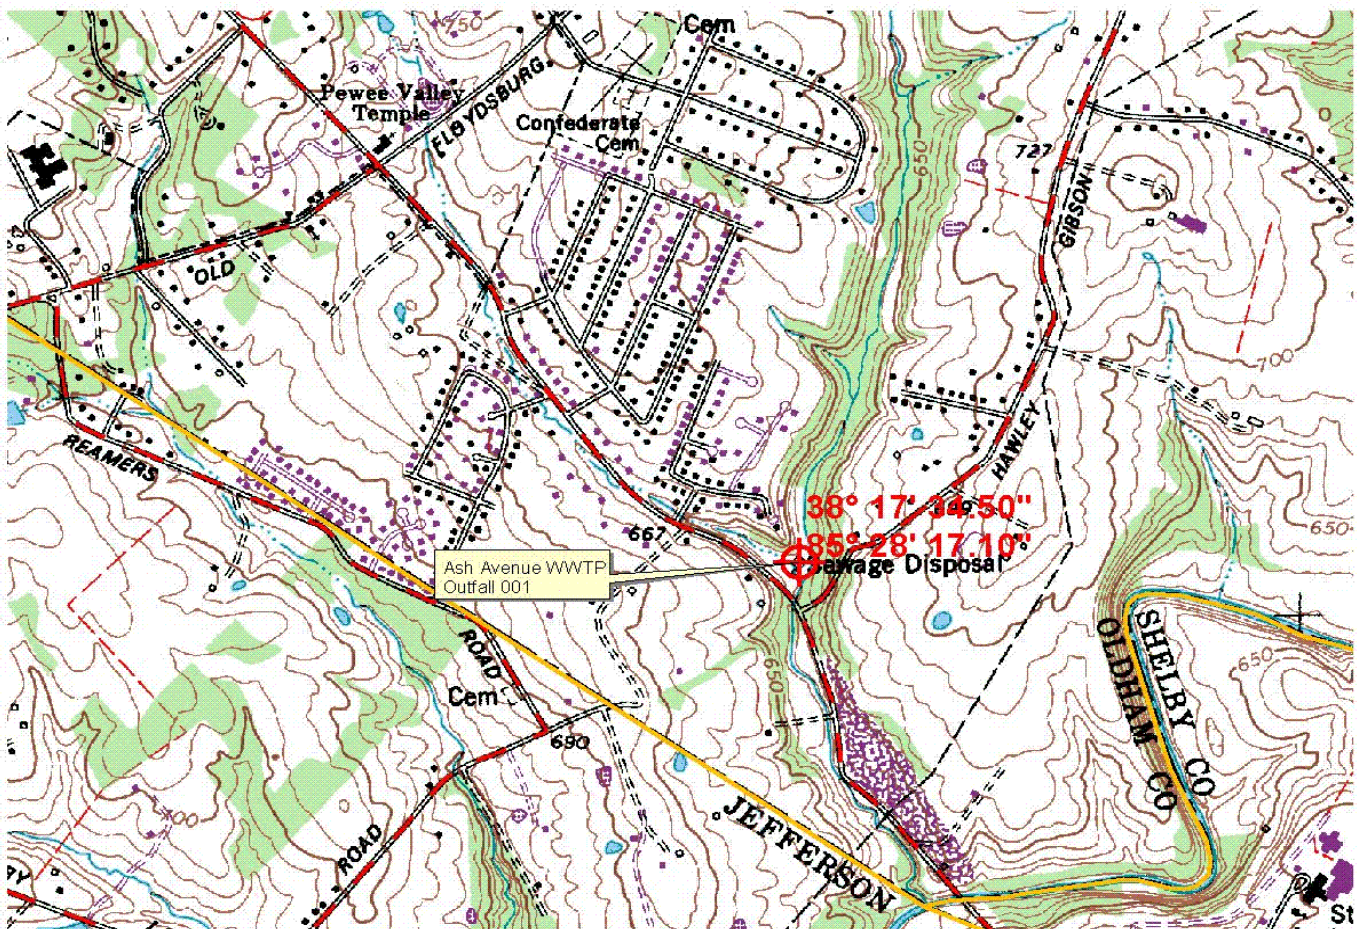 750
Cem
Pewee Valley
Temple
FLOYDSBURG
Confederate
Cem
650
727
GIBSON
OLD
700
REAMERS
HAWLEY
38° 17' 34.50"
85° 28' 17.10"
Sewage Disposal
667
650
Ash Avenue WWTP
Outfall 001
ROAD
Cem
690
650
SHELBY CO
OLDHAM CO
650
700
JEFFERSON
ROAD
St